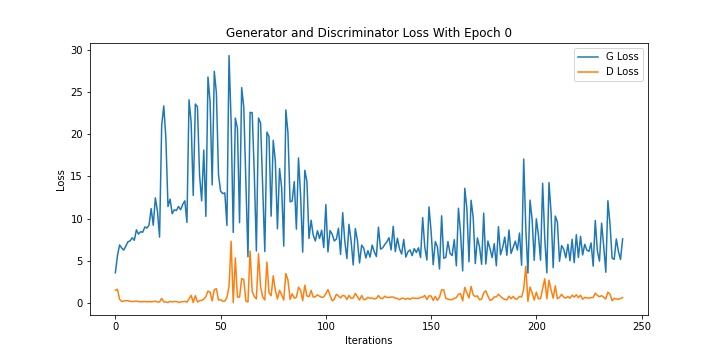 Generator and Discriminator Loss With Epoch 0
30
25
20
15
10
5
0
Loss
G Loss
D Loss
0
50
100
150
200
250
Iterations